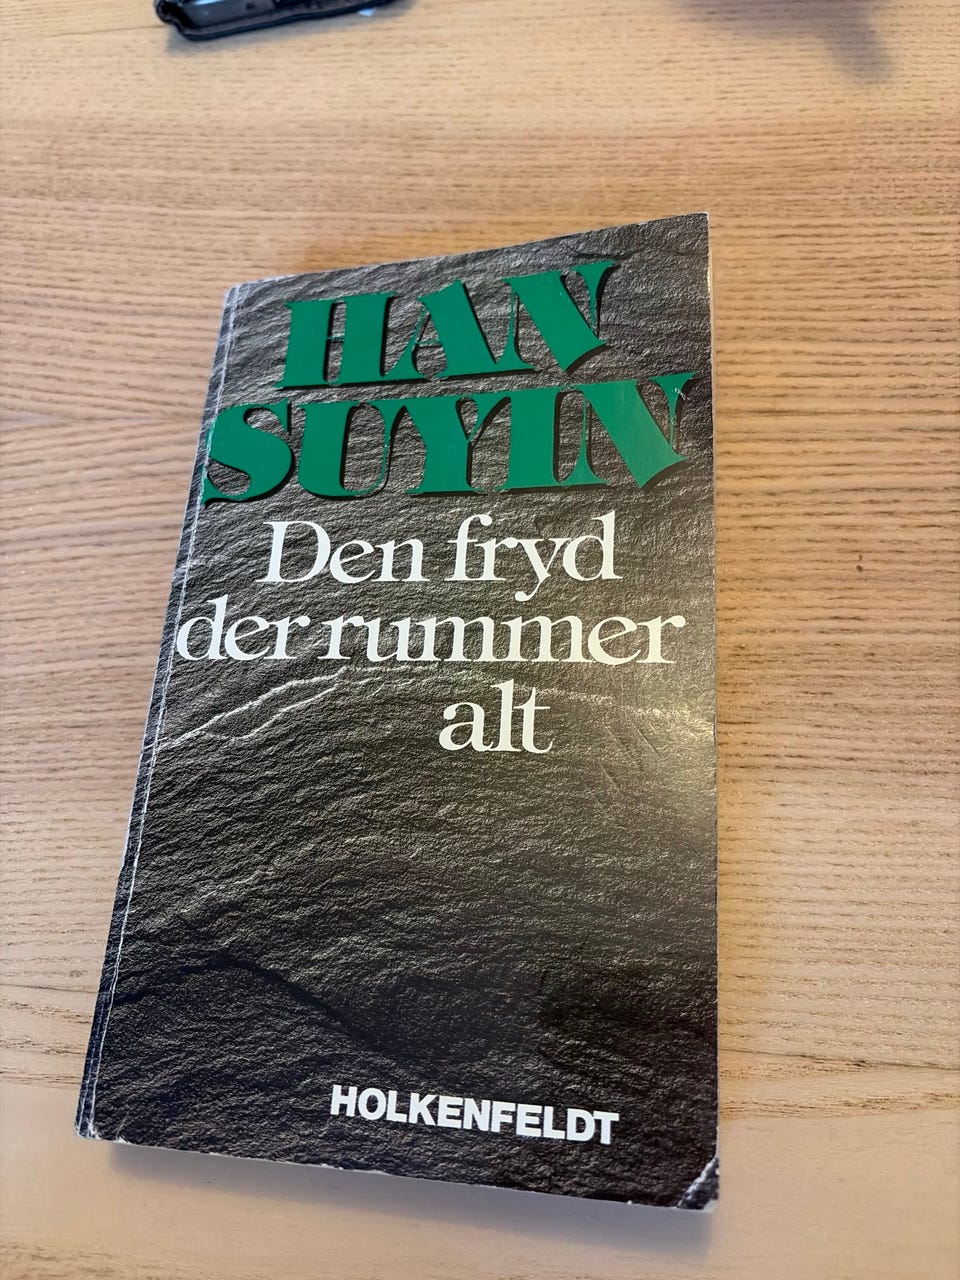 HAN
SUYIN
Den fryd
der rummer
alt
HOLKENFELDT